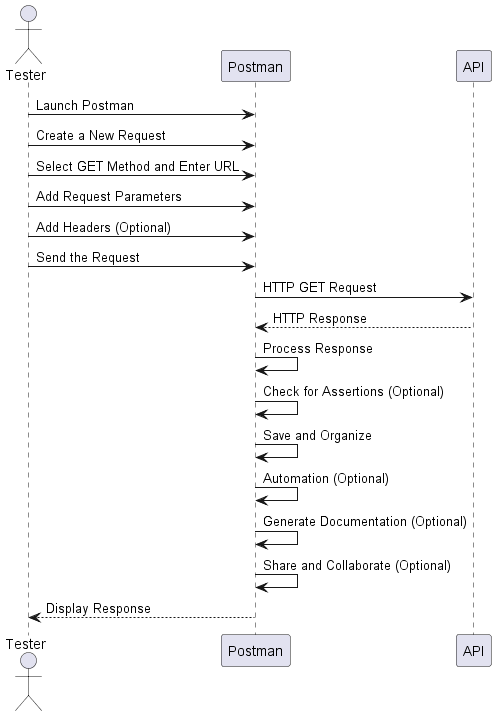 Tester
Postman
API
Launch Postman
Create a New Request
Select GET Method and Enter URL
Add Request Parameters
Add Headers (Optional)
Send the Request
HTTP GET Request
HTTP Response
Process Response
Check for Assertions (Optional)
Save and Organize
Automation (Optional)
Generate Documentation (Optional)
Share and Collaborate (Optional)
Display Response
Tester
Postman
API